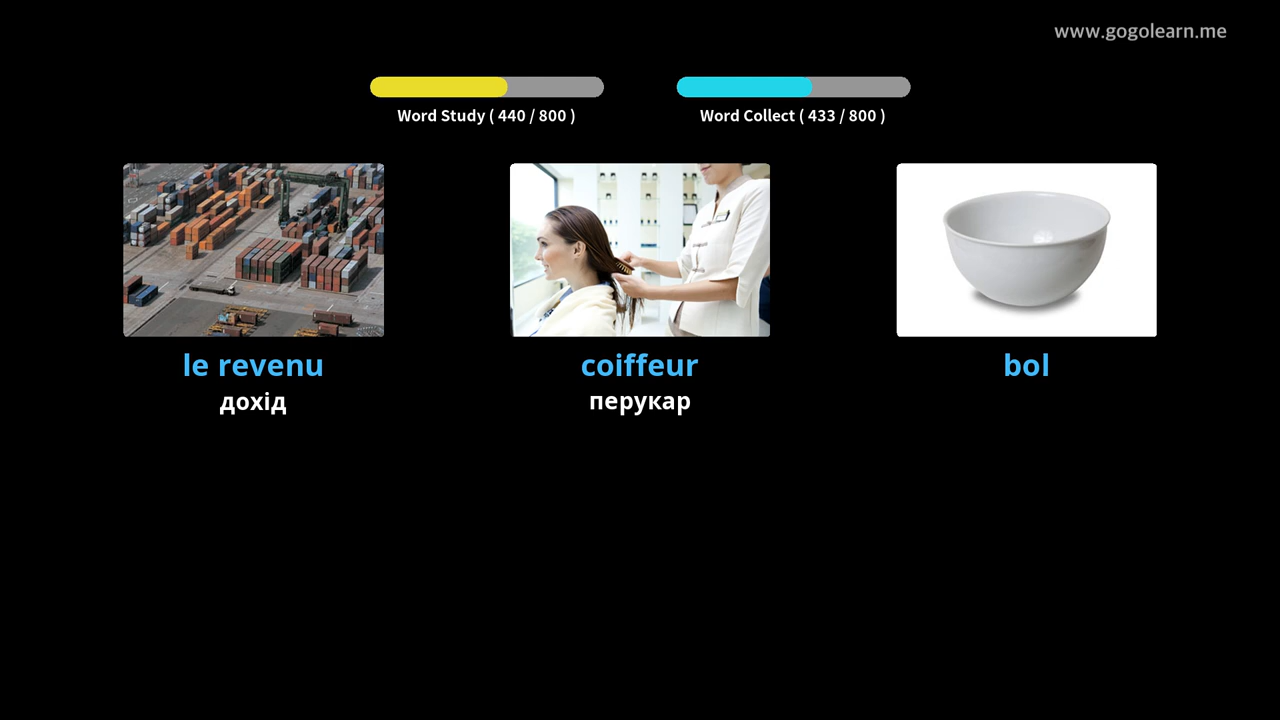 www.gogolearn.me
Word Study ( 440 / 800 )
Word Collect ( 433 / 800 )
le revenu
coiffeur
bol
дохід
перукар